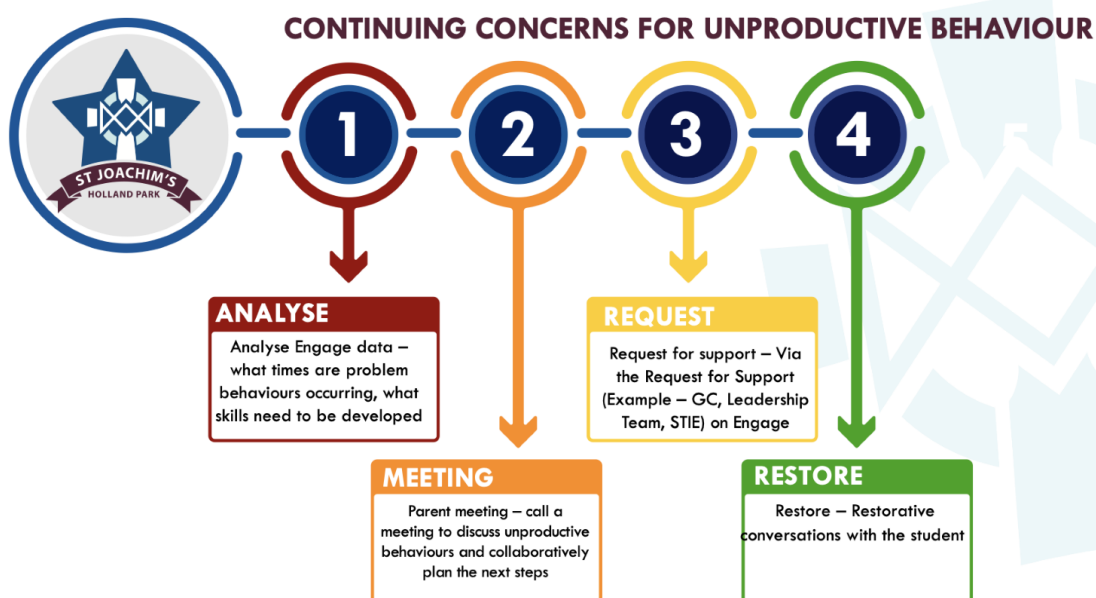 CONTINUING CONCERNS FOR UNPRODUCTIVE BEHAVIOUR
ST JOACHIM'S
HOLLAND PARK
1
2
3
4
ANALYSE
Analyse Engage data –
what times are problem
behaviours occurring, what
skills need to be developed
MEETING
Parent meeting – call a
meeting to discuss unproductive
behaviours and collaboratively
plan the next steps
REQUEST
Request for support – Via
the Request for Support
(Example – GC, Leadership
Team, STIE) on Engage
RESTORE
Restore – Restorative
conversations with the student